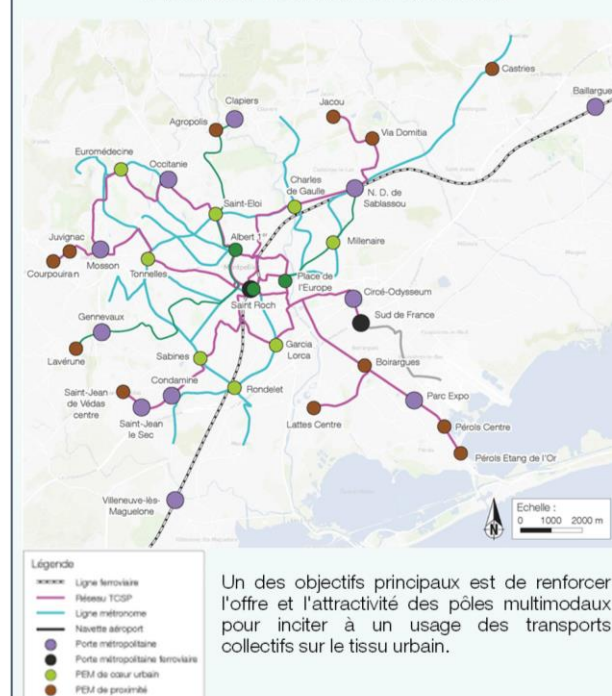 Castries
Baillargue
Clapiers
Jacou
Agropolis
Via Domitia
Euromédecine
Occitanie
Charles
de Gaulle
N. D. de
Sablassou
Saint-Eloi
Albert 1er
Millenaire
Juvignac
Courpouiran
Mosson
Tonnelles
Place de
l'Europe
Saint Roch
Circé-Odysseum
Sud de France
Gennevaux
Lavérune
Sabines
Garcia
Lorca
Boirargues
Saint-Jean
de Védas
centre
Condamine
Rondelet
Parc Expo
Saint-Jean
le Sec
Lattes Centre
Pérols Centre
Pérols Etang de l'Or
Villeneuve-lès-
Maguelone
Echelle :
0 1000 2000 m
N
Légende
Ligne ferroviaire
Réseau TCSP
Ligne métronome
Navette aéroport
Porte métropolitaine
Porte métropolitaine ferroviaire
PEM de cœur urbain
PEM de proximité
Un des objectifs principaux est de renforcer
l'offre et l'attractivité des pôles multimodaux
pour inciter à un usage des transports
collectifs sur le tissu urbain.